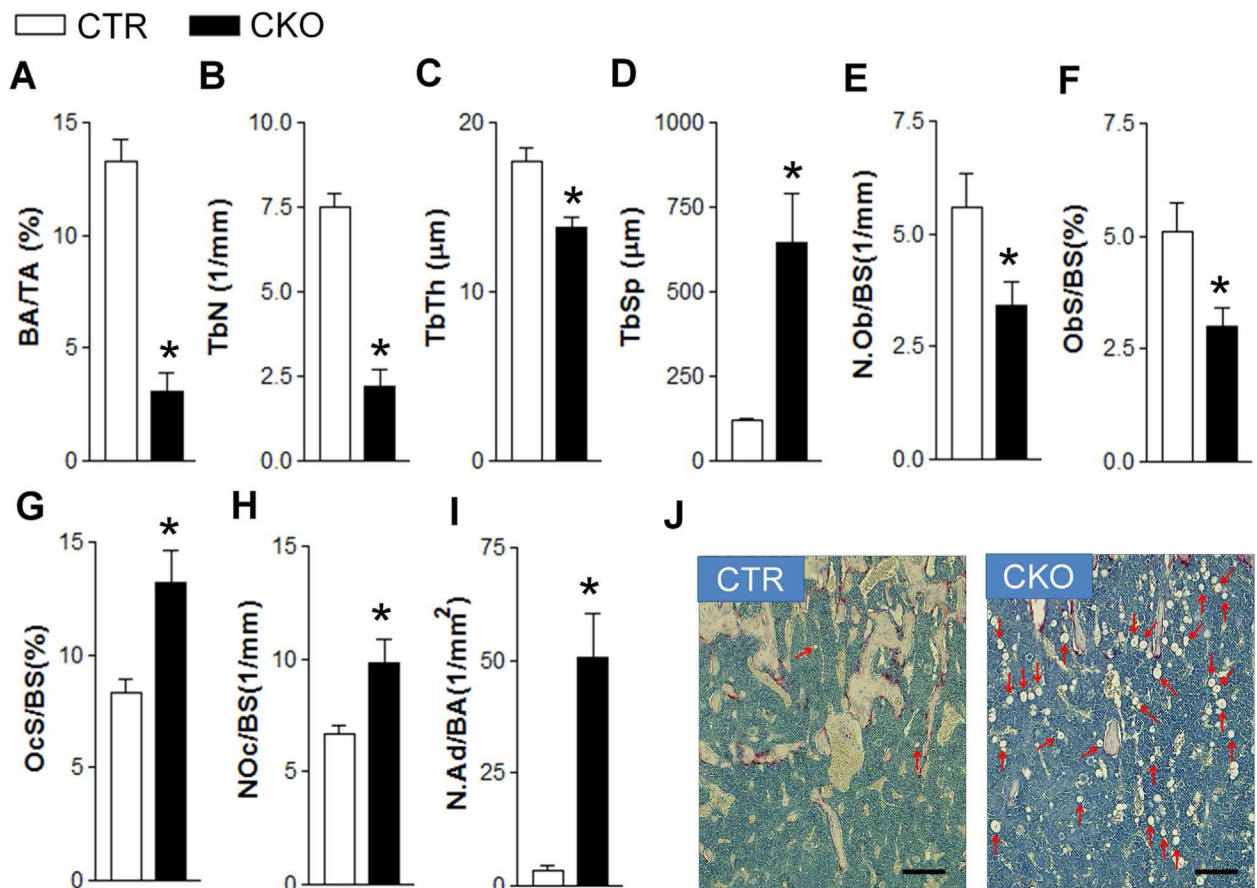 CTR CKO
A
BA/TA (%)
15
10
5
0
*
B
TbN (1/mm)
10.0
7.5
5.0
2.5
0.0
*
C
TbTh (μm)
20
10
0
*
D
TbSp (μm)
1000
750
500
250
0
*
E
N.Ob/BS(1/mm)
7.5
5.0
2.5
0.0
*
F
ObS/BS(%)
7.5
5.0
2.5
0.0
*
G
OcS/BS(%)
15
10
5
0
*
H
NOc/BS(1/mm)
15
10
5
0
*
I
N.Ad/BA(1/mm²)
75
50
25
0
*
J
CTR
CKO